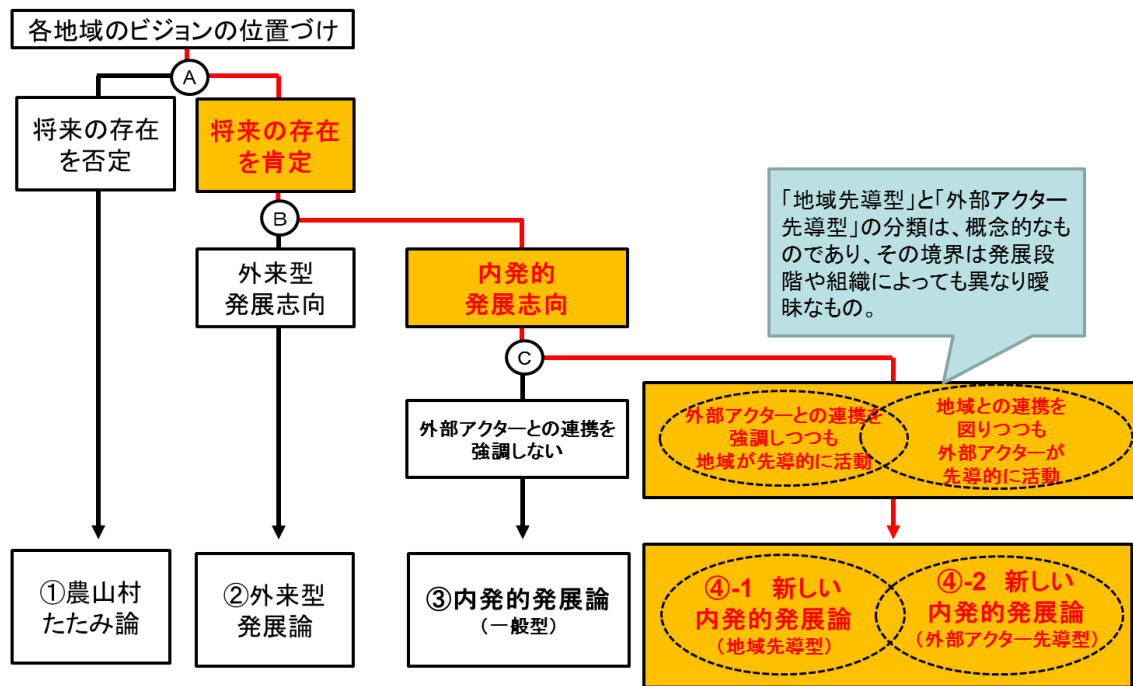 各地域のビジョンの位置づけ
A
将来の存在
を否定
将来の存在
を肯定
B
外来型
発展志向
内発的
発展志向
「地域先導型」と「外部アクター
先導型」の分類は、概念的なも
のであり、その境界は発展段
階や組織によっても異なり曖
昧なもの。
C
外部アクターとの連携を
強調しない
外部アクターとの連携を
強調しつつも
地域が先導的に活動
地域との連携を
図りつつも
外部アクターが
先導的に活動
①農山村
たたみ論
②外来型
発展論
③内発的発展論
(一般型)
④-1 新しい
内発的発展論
(地域先導型)
④-2 新しい
内発的発展論
(外部アクター先導型)